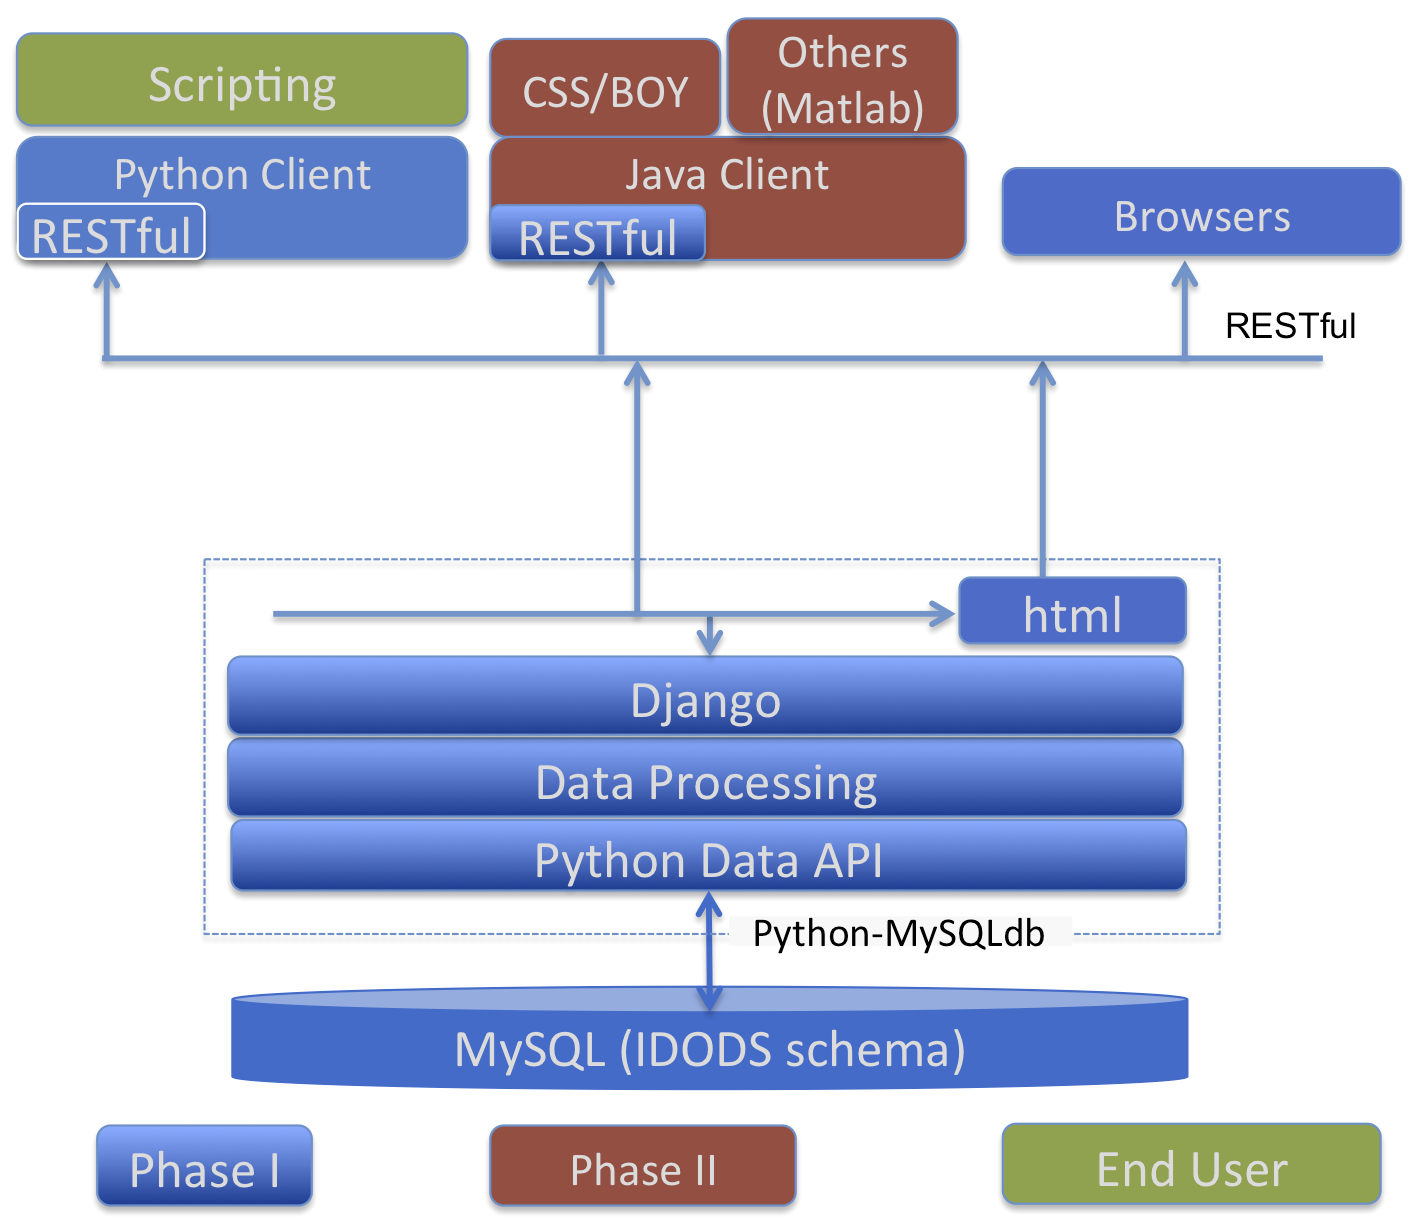 Scripting
CSS/BOY
Others
(Matlab)
Python Client
RESTful
Java Client
RESTful
Browsers
RESTful
html
Django
Data Processing
Python Data API
Python-MySQLdb
MySQL (IDODS schema)
Phase I
Phase II
End User